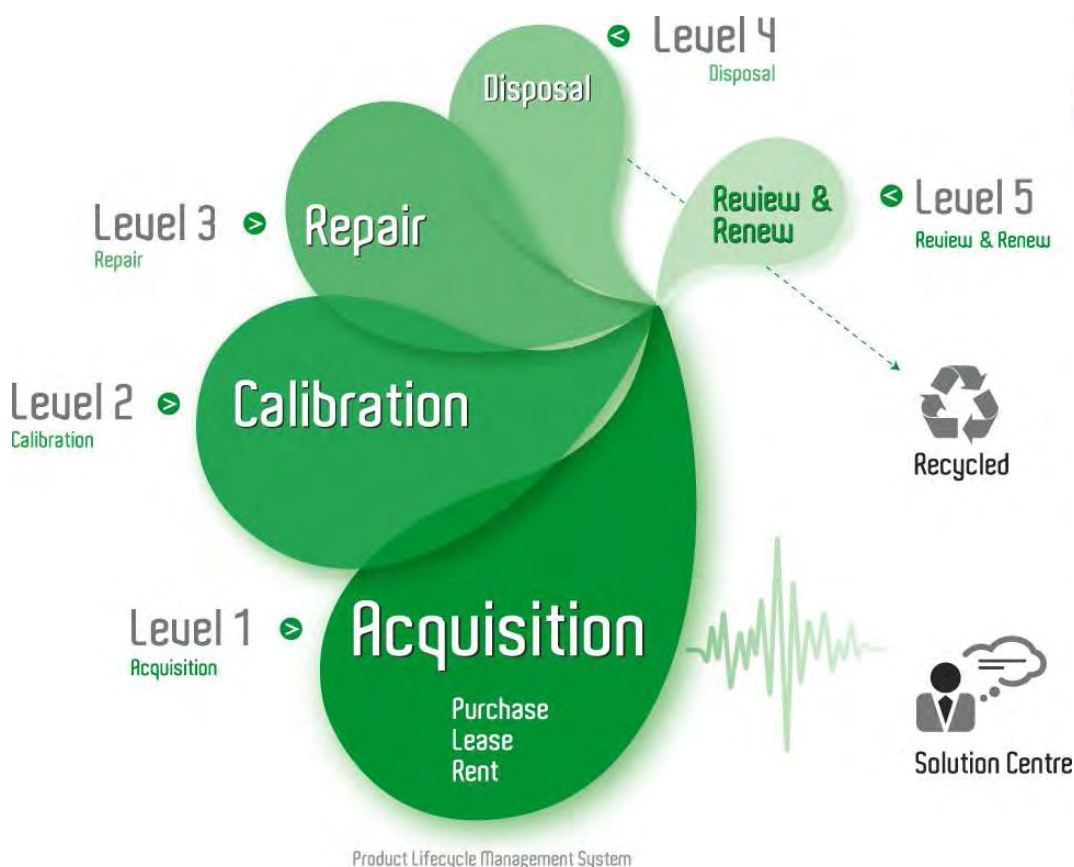 Level 4
Disposal
Disposal
Review &
Renew
Level 5
Review & Renew
Level 3
Repair
Repair
Level 2
Calibration
Calibration
Recycled
Level 1
Acquisition
Acquisition
Purchase
Lease
Rent
Solution Centre
Product Lifecycle Management System